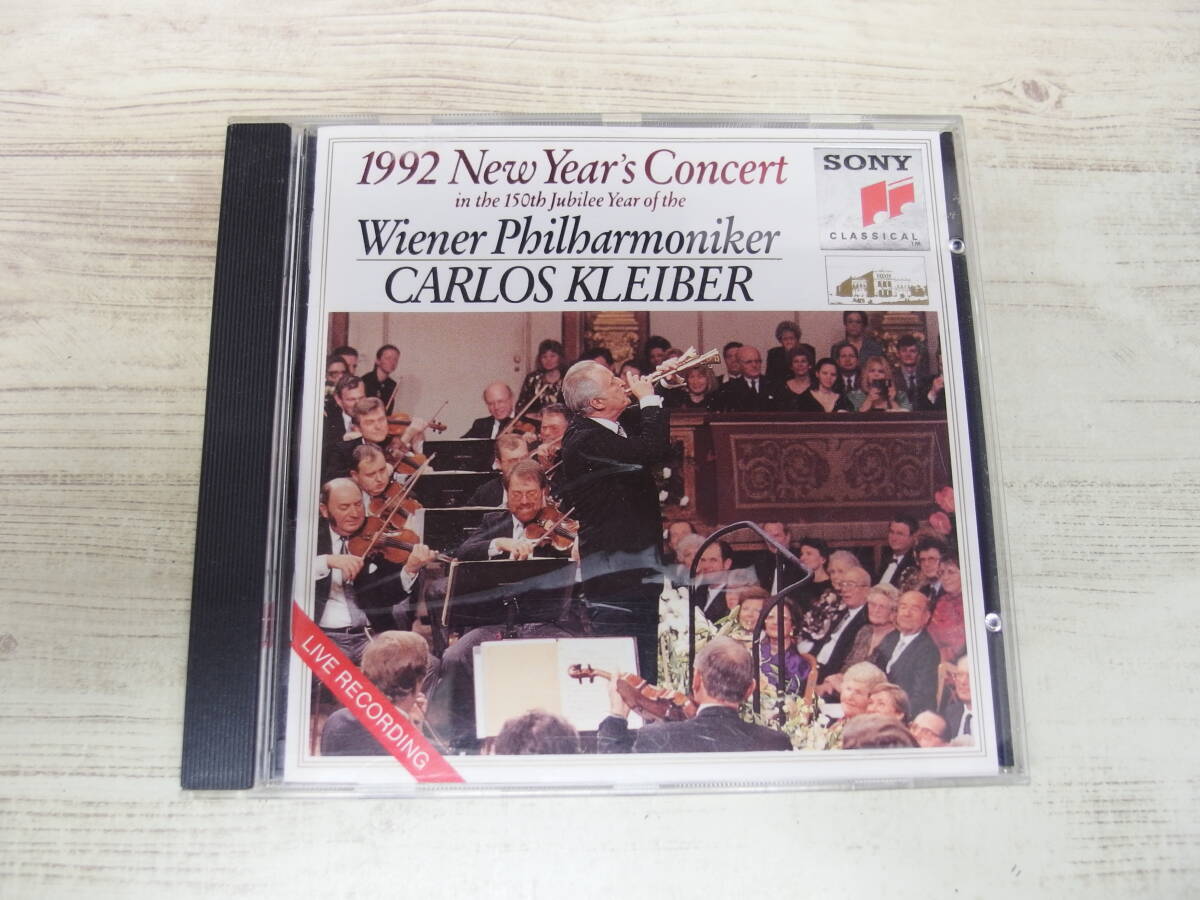 1992 New Year's Concert
in the 150th Jubilee Year of the
Wiener Philharmoniker
CARLOS KLEIBER
SONY
CLASSICAL
TM
LIVE RECORDING